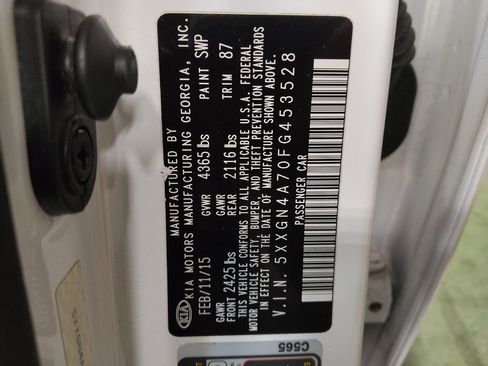 MANUFACTURED BY
KIA KIA MOTORS MANUFACTURING GEORGIA, INC.
FEB/11/15 GVWR 4365 lbs PAINT SWP
GAWR FRONT 2425 lbs GAWR REAR 2116 lbs TRIM 87
THIS VEHICLE CONFORMS TO ALL APPLICABLE U.S.A. FEDERAL
MOTOR VEHICLE SAFETY, BUMPER, AND THEFT PREVENTION STANDARDS
IN EFFECT ON THE DATE OF MANUFACTURE SHOWN ABOVE.
V.I.N. 5XXGN4A70FG453528
PASSENGER CAR
C565